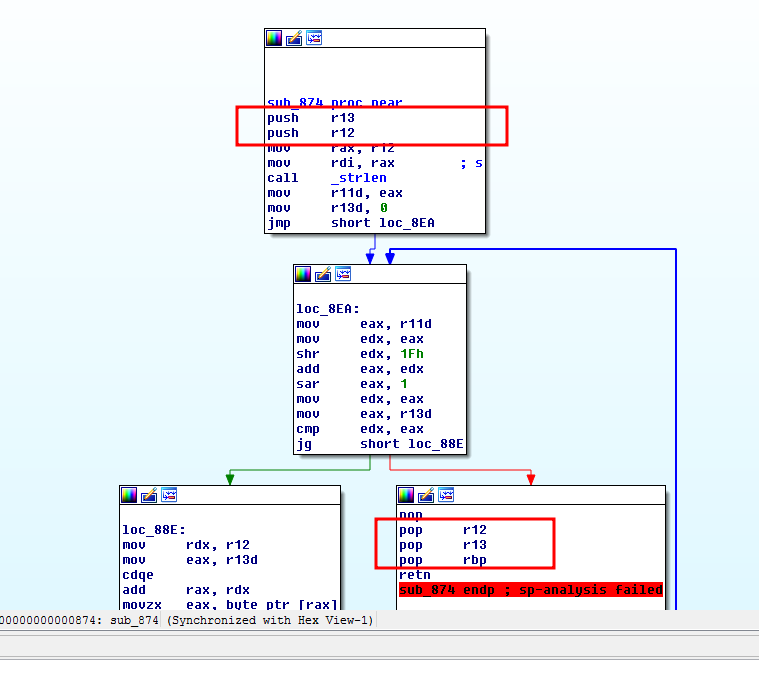 sub_874 proc near
push r13
push r12
mov rax, r12
mov rdi, rax ; s
call _strlen
mov r11d, eax
mov r13d, 0
jmp short loc_8EA
loc_8EA:
mov eax, r11d
mov edx, eax
shr edx, 1Fh
add eax, edx
sar eax, 1
mov edx, eax
mov eax, r13d
cmp edx, eax
jg short loc_88E
loc_88E:
mov rdx, r12
mov eax, r13d
cdqe
add rax, rdx
movzx eax, byte ptr [rax]
nop
pop r12
pop r13
pop rbp
retn
sub_874 endp ; sp-analysis failed
00000000000874: sub_874 (Synchronized with Hex View-1)